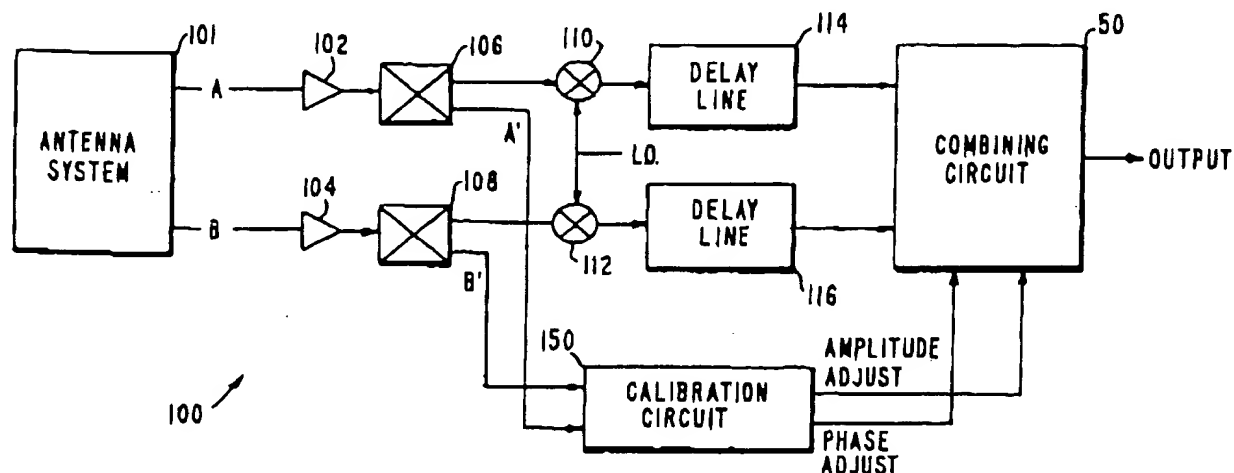 101
102
106
110
114
50
A
DELAY
LINE
ANTENNA
SYSTEM
A'
L.O.
COMBINING
CIRCUIT
OUTPUT
104
108
B
DELAY
LINE
B'
112
116
150
AMPLITUDE
ADJUST
CALIBRATION
CIRCUIT
100
PHASE
ADJUST